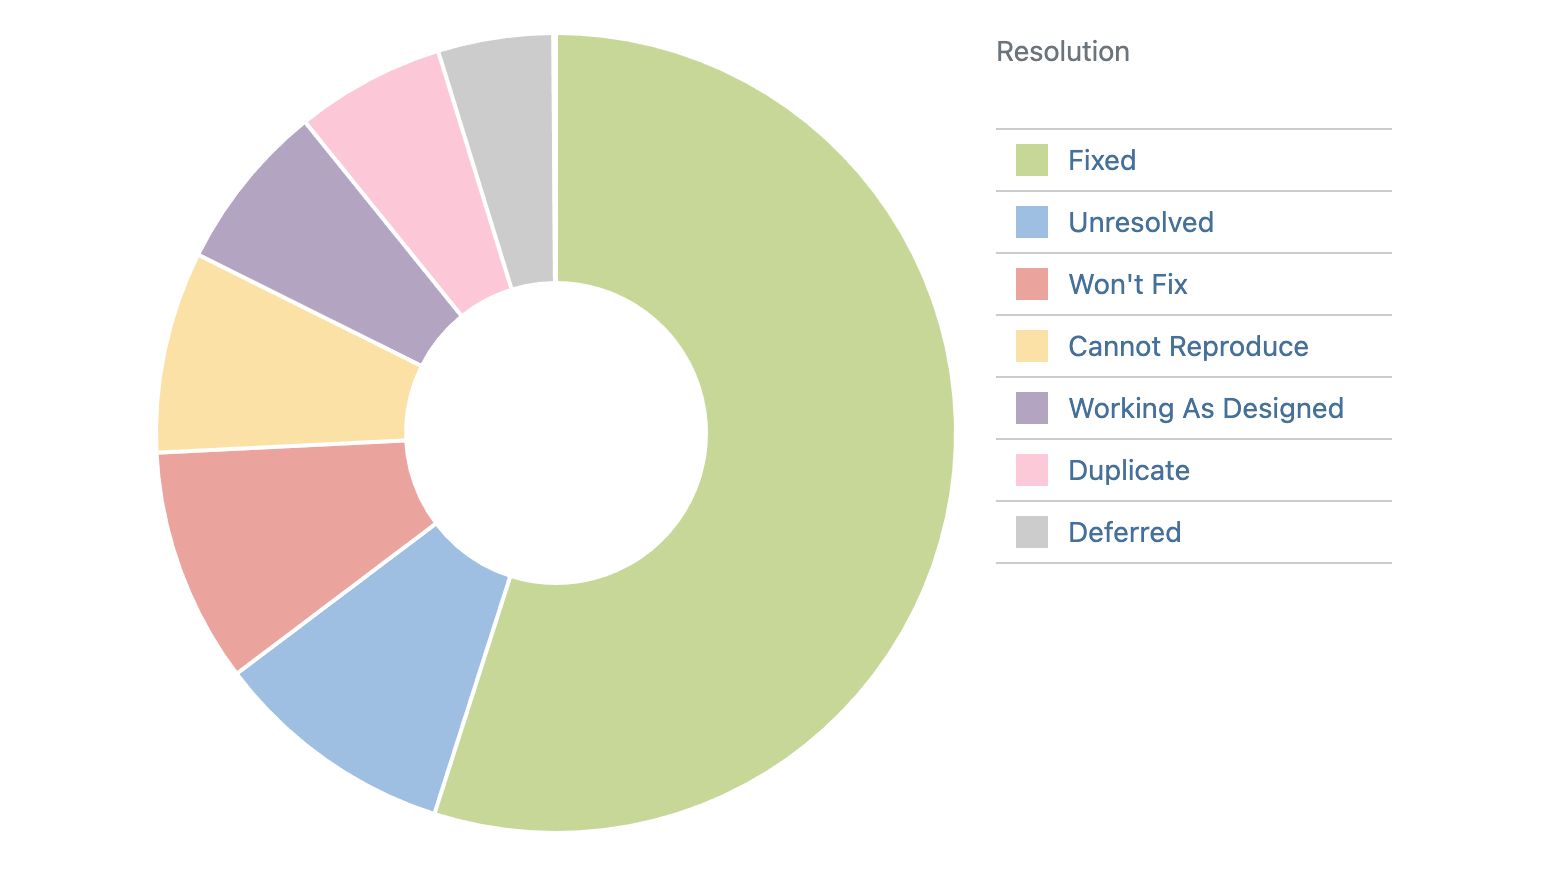 Resolution
Fixed
Unresolved
Won't Fix
Cannot Reproduce
Working As Designed
Duplicate
Deferred